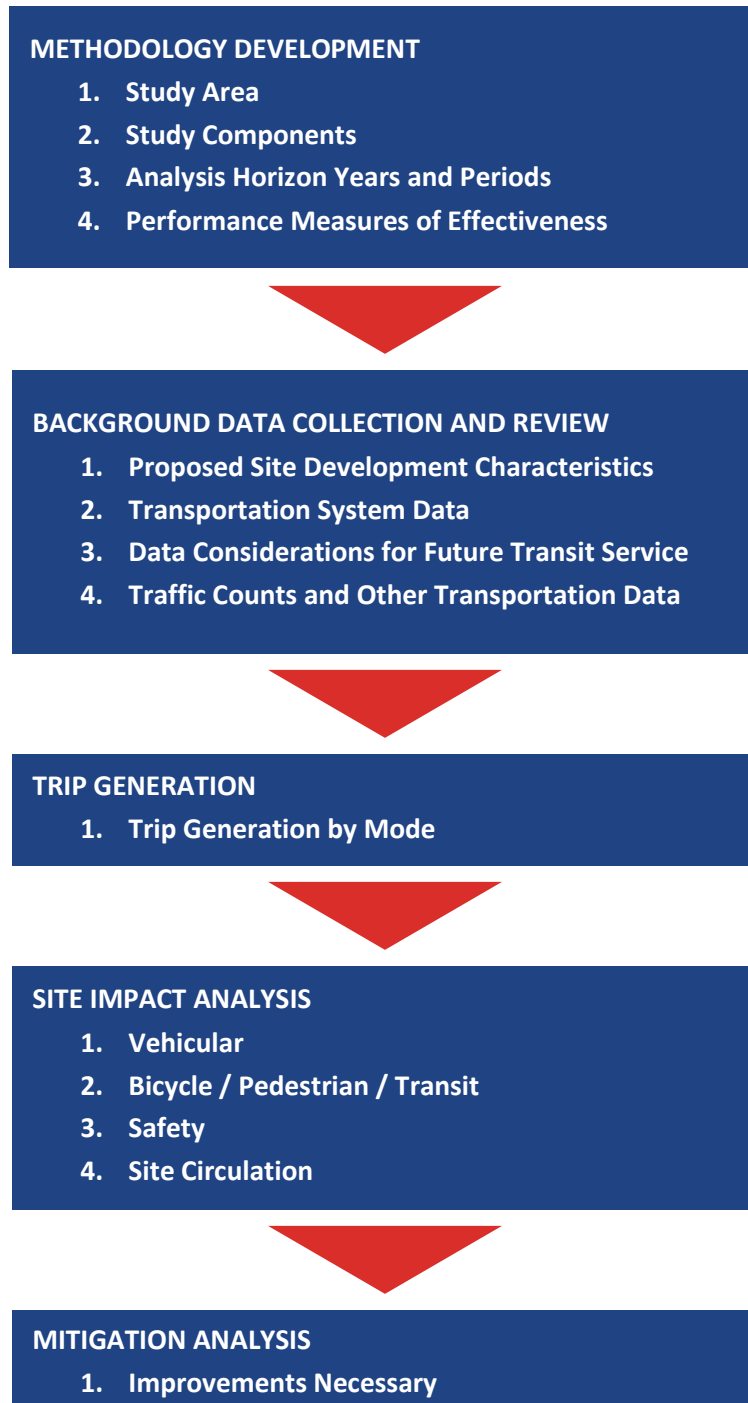 METHODOLOGY DEVELOPMENT
1. Study Area
2. Study Components
3. Analysis Horizon Years and Periods
4. Performance Measures of Effectiveness
BACKGROUND DATA COLLECTION AND REVIEW
1. Proposed Site Development Characteristics
2. Transportation System Data
3. Data Considerations for Future Transit Service
4. Traffic Counts and Other Transportation Data
TRIP GENERATION
1. Trip Generation by Mode
SITE IMPACT ANALYSIS
1. Vehicular
2. Bicycle / Pedestrian / Transit
3. Safety
4. Site Circulation
MITIGATION ANALYSIS
1. Improvements Necessary